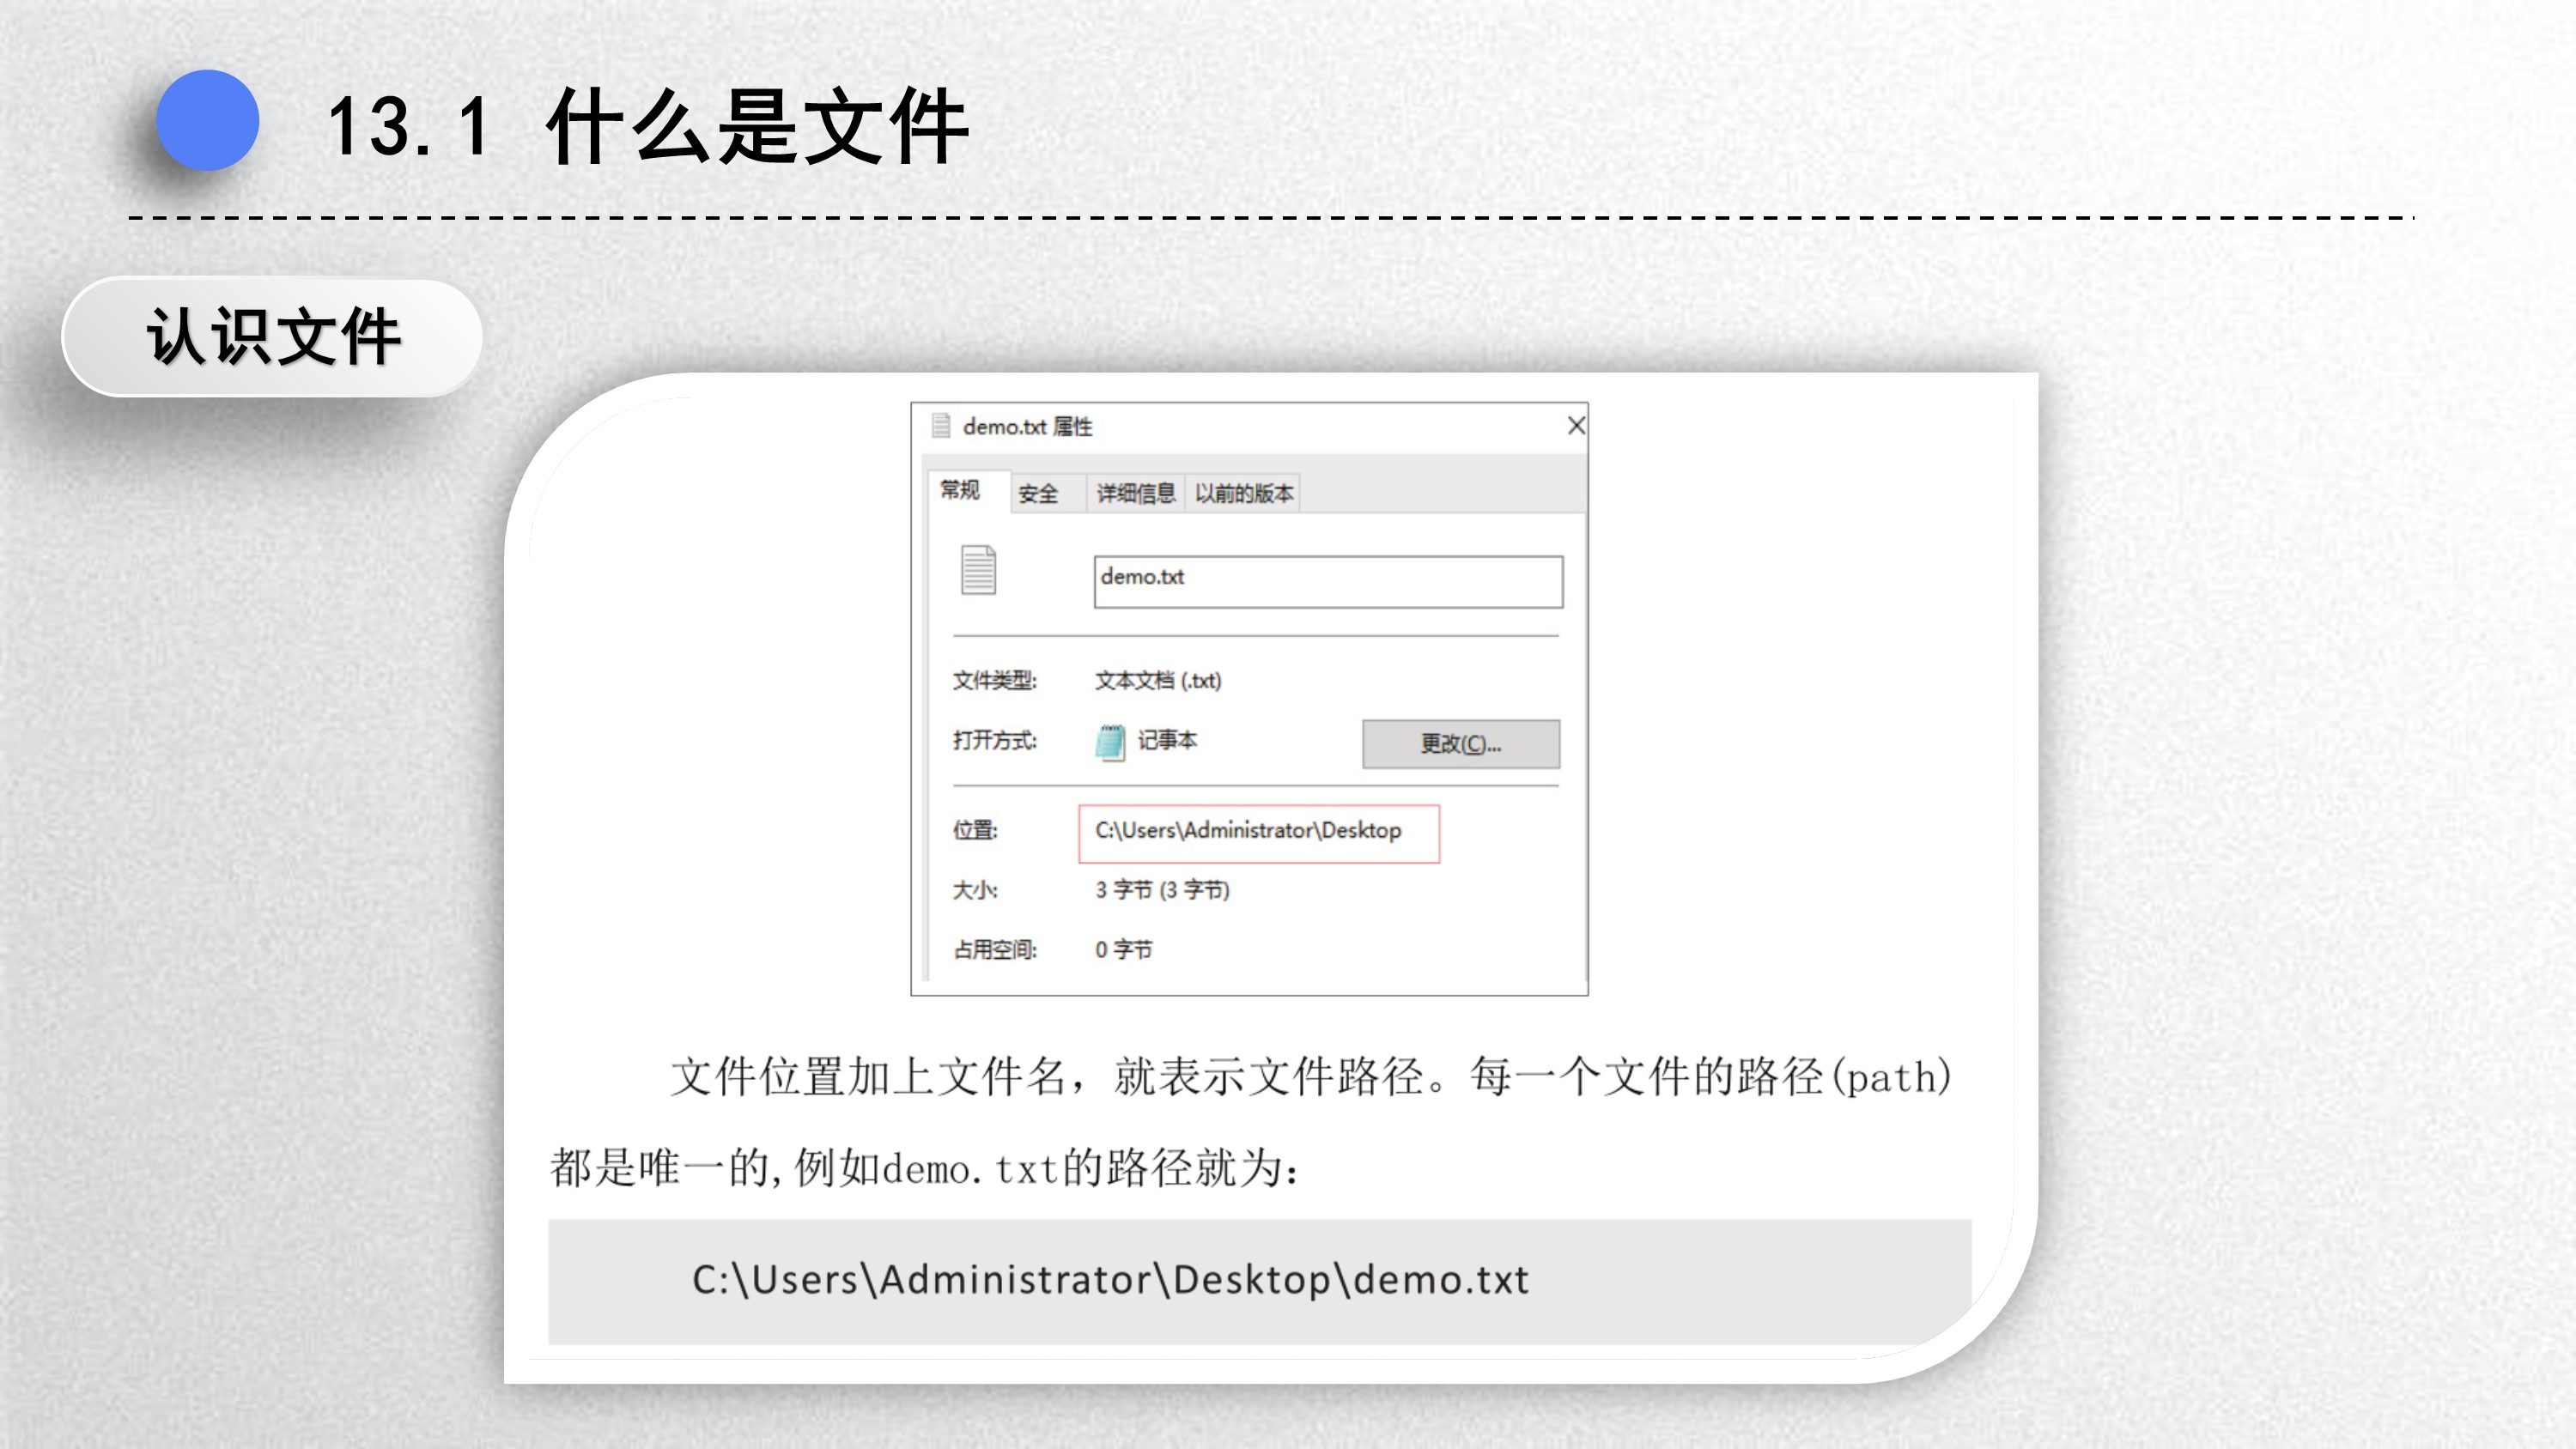 13.1 什么是文件
认识文件
demo.txt 属性
常规 安全 详细信息 以前的版本
demo.txt
文件类型: 文本文档 (.txt)
打开方式: 记事本 更改(C)...
位置: C:\Users\Administrator\Desktop
大小: 3 字节 (3 字节)
占用空间: 0 字节
文件位置加上文件名，就表示文件路径。每一个文件的路径(path)
都是唯一的,例如demo.txt的路径就为：
C:\Users\Administrator\Desktop\demo.txt